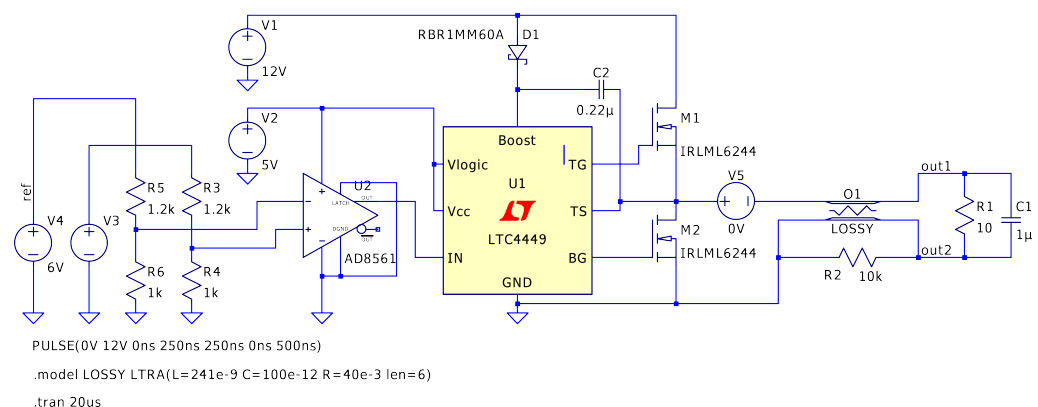 V1
12V
RBR1MM60A D1
C2
0.22µ
V2
5V
M1
IRLML6244
Boost
Vlogic
TG
U1
Vcc
TS
LTC4449
IN
BG
GND
ref
R5
1.2k
R3
1.2k
V4
6V
V3
R6
1k
R4
1k
U2
OUT
LATCH
DGND
OUT
AD8561
V5
0V
M2
IRLML6244
out1
O1
LOSSY
R1
10
C1
1µ
out2
R2
10k
PULSE(0V 12V 0ns 250ns 250ns 0ns 500ns)
.model LOSSY LTRA(L=241e-9 C=100e-12 R=40e-3 len=6)
.tran 20us